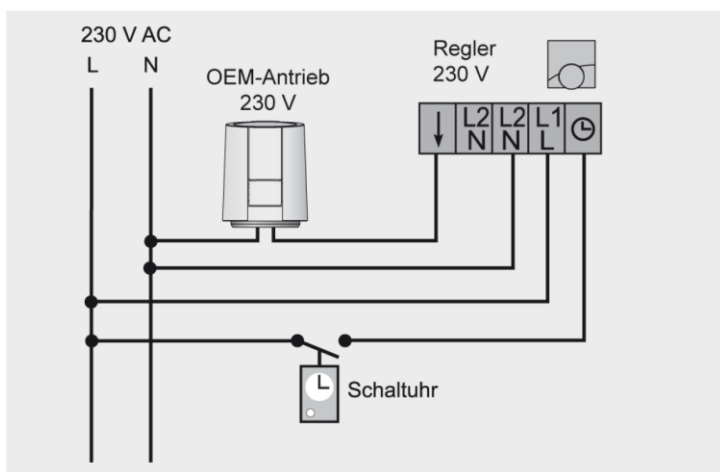 230 V AC
L N
OEM-Antrieb
230 V
Regler
230 V
L2 L2 L1
N N L
Schaltuhr